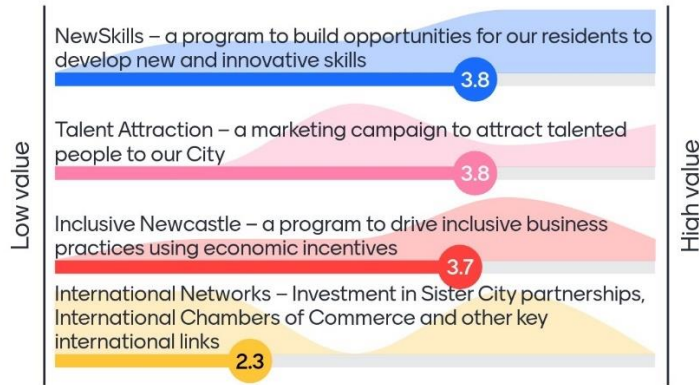 NewSkills – a program to build opportunities for our residents to
develop new and innovative skills
3.8
Talent Attraction – a marketing campaign to attract talented
people to our City
3.8
Inclusive Newcastle – a program to drive inclusive business
practices using economic incentives
3.7
International Networks – Investment in Sister City partnerships,
International Chambers of Commerce and other key
international links
2.3
Low value
High value